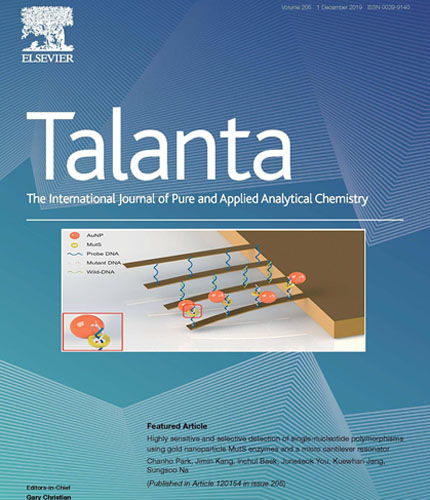 Volume 205 1 December 2019 ISSN 0039-9140
ELSEVIER
Talanta
The International Journal of Pure and Applied Analytical Chemistry
AuNP
MutS
Probe DNA
Mutant DNA
Wild-DNA
Featured Article
Highly sensitive and selective detection of single-nucleotide polymorphisms
using gold nanoparticle MutS enzymes and a micro cantilever resonator
Chanho Park, Jimin Kang, Inchul Baek, Juneseok You, Kuewhan Jang,
Sungsoo Na
(Published in Article 120154 in issue 205)
Editors-in-Chief
Gary Christian